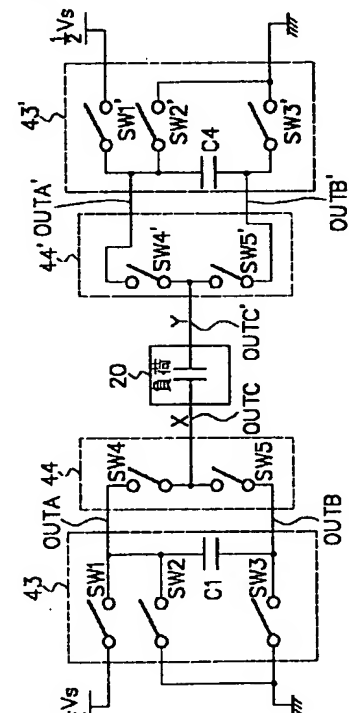 Vs
43
SW1
SW2
C1
SW3
OUTA
44
SW4
SW5
OUTB
X
OUTC
20
負荷
Y
OUTC'
44'
SW4'
SW5'
OUTA'
OUTB'
43'
SW1'
SW2'
C4
SW3'
½Vs